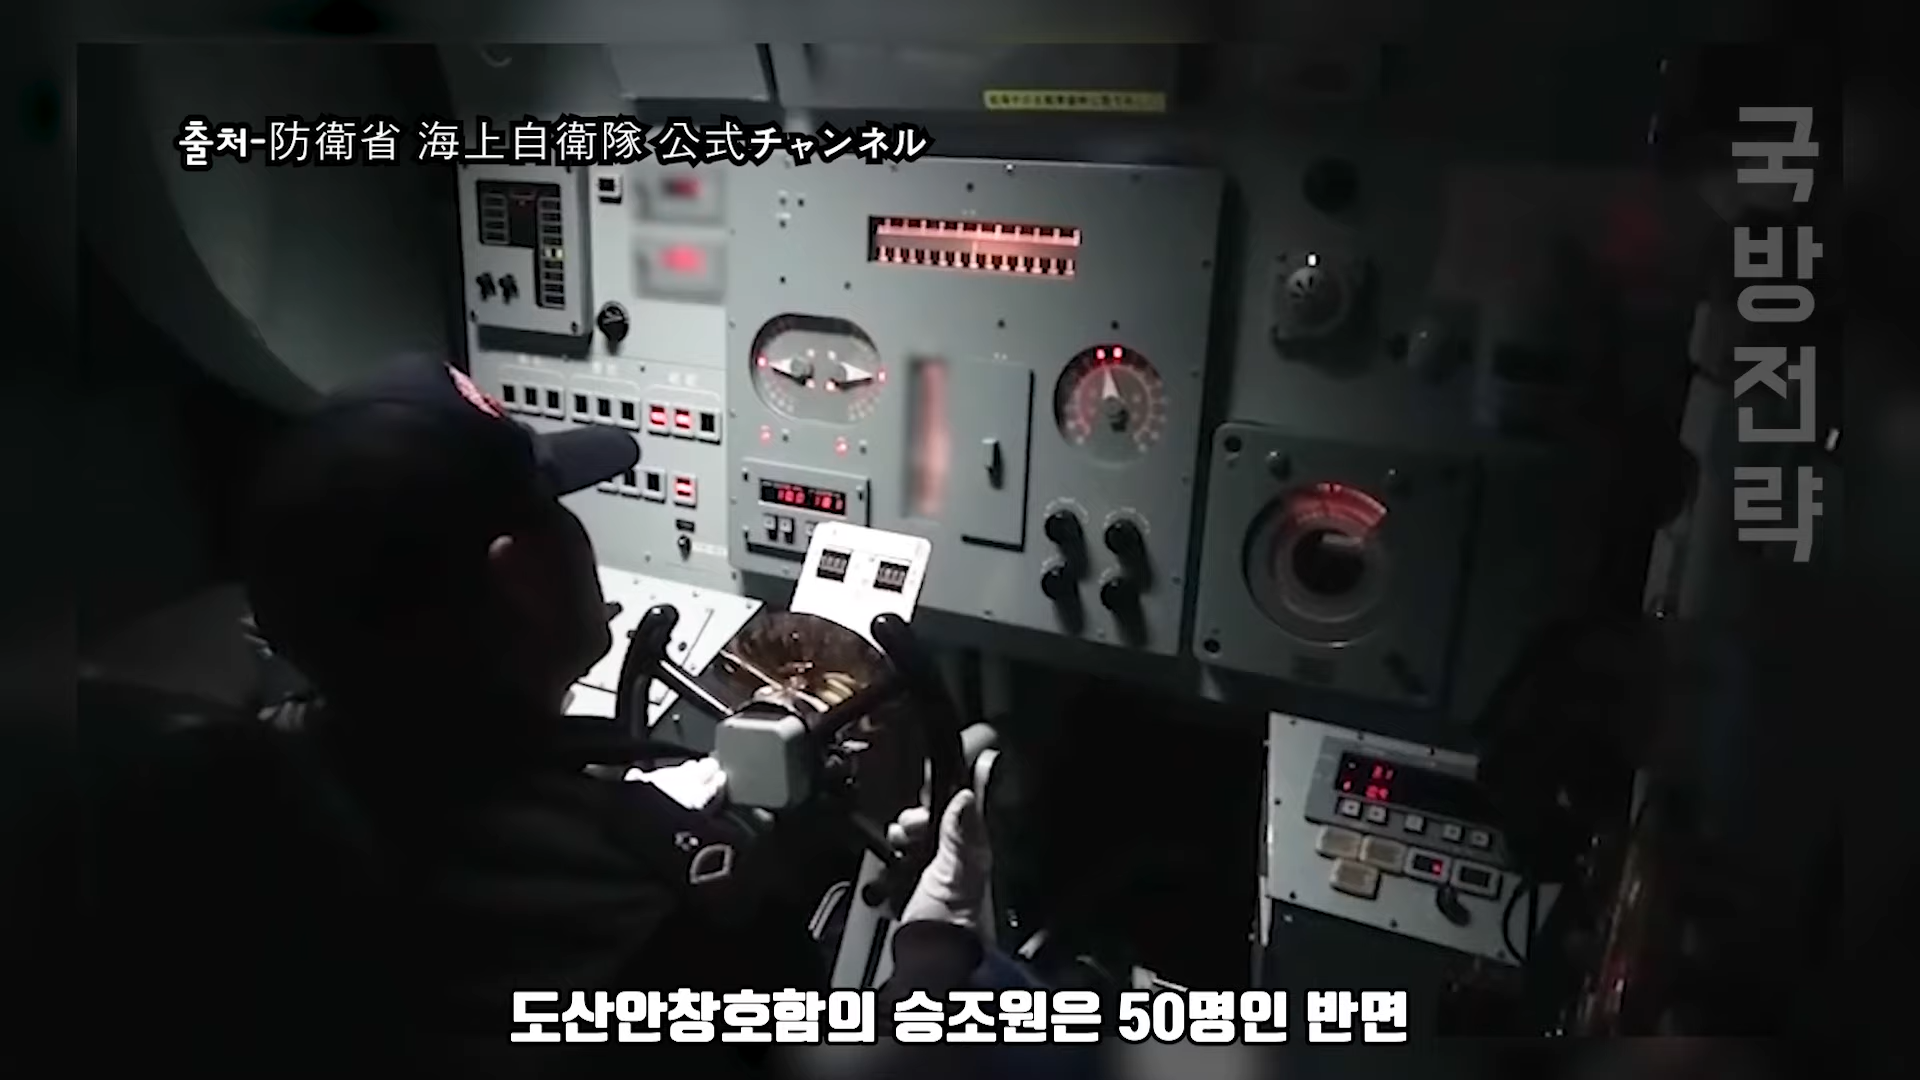 출처-防衛省 海上自衛隊 公式チャンネル
국방전략
도산안창호함의 승조원은 50명인 반면